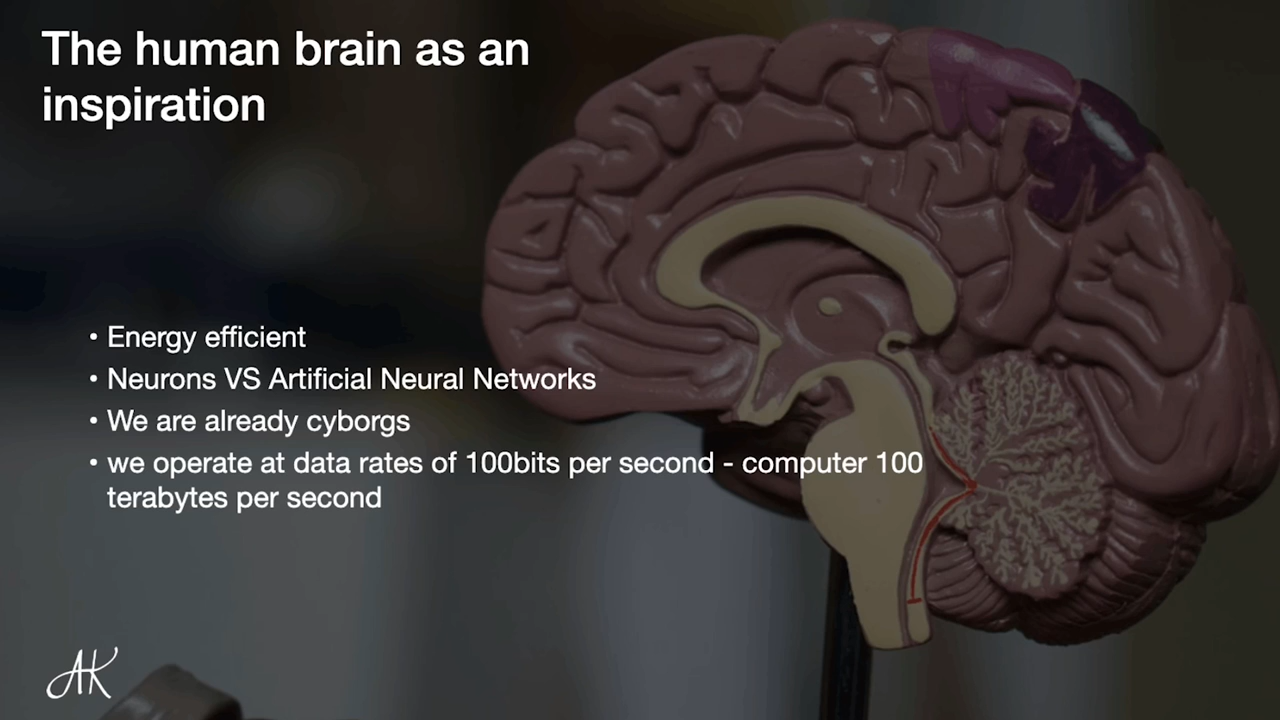 The human brain as an
inspiration
• Energy efficient
• Neurons VS Artificial Neural Networks
• We are already cyborgs
• we operate at data rates of 100bits per second - computer 100
terabytes per second
AK